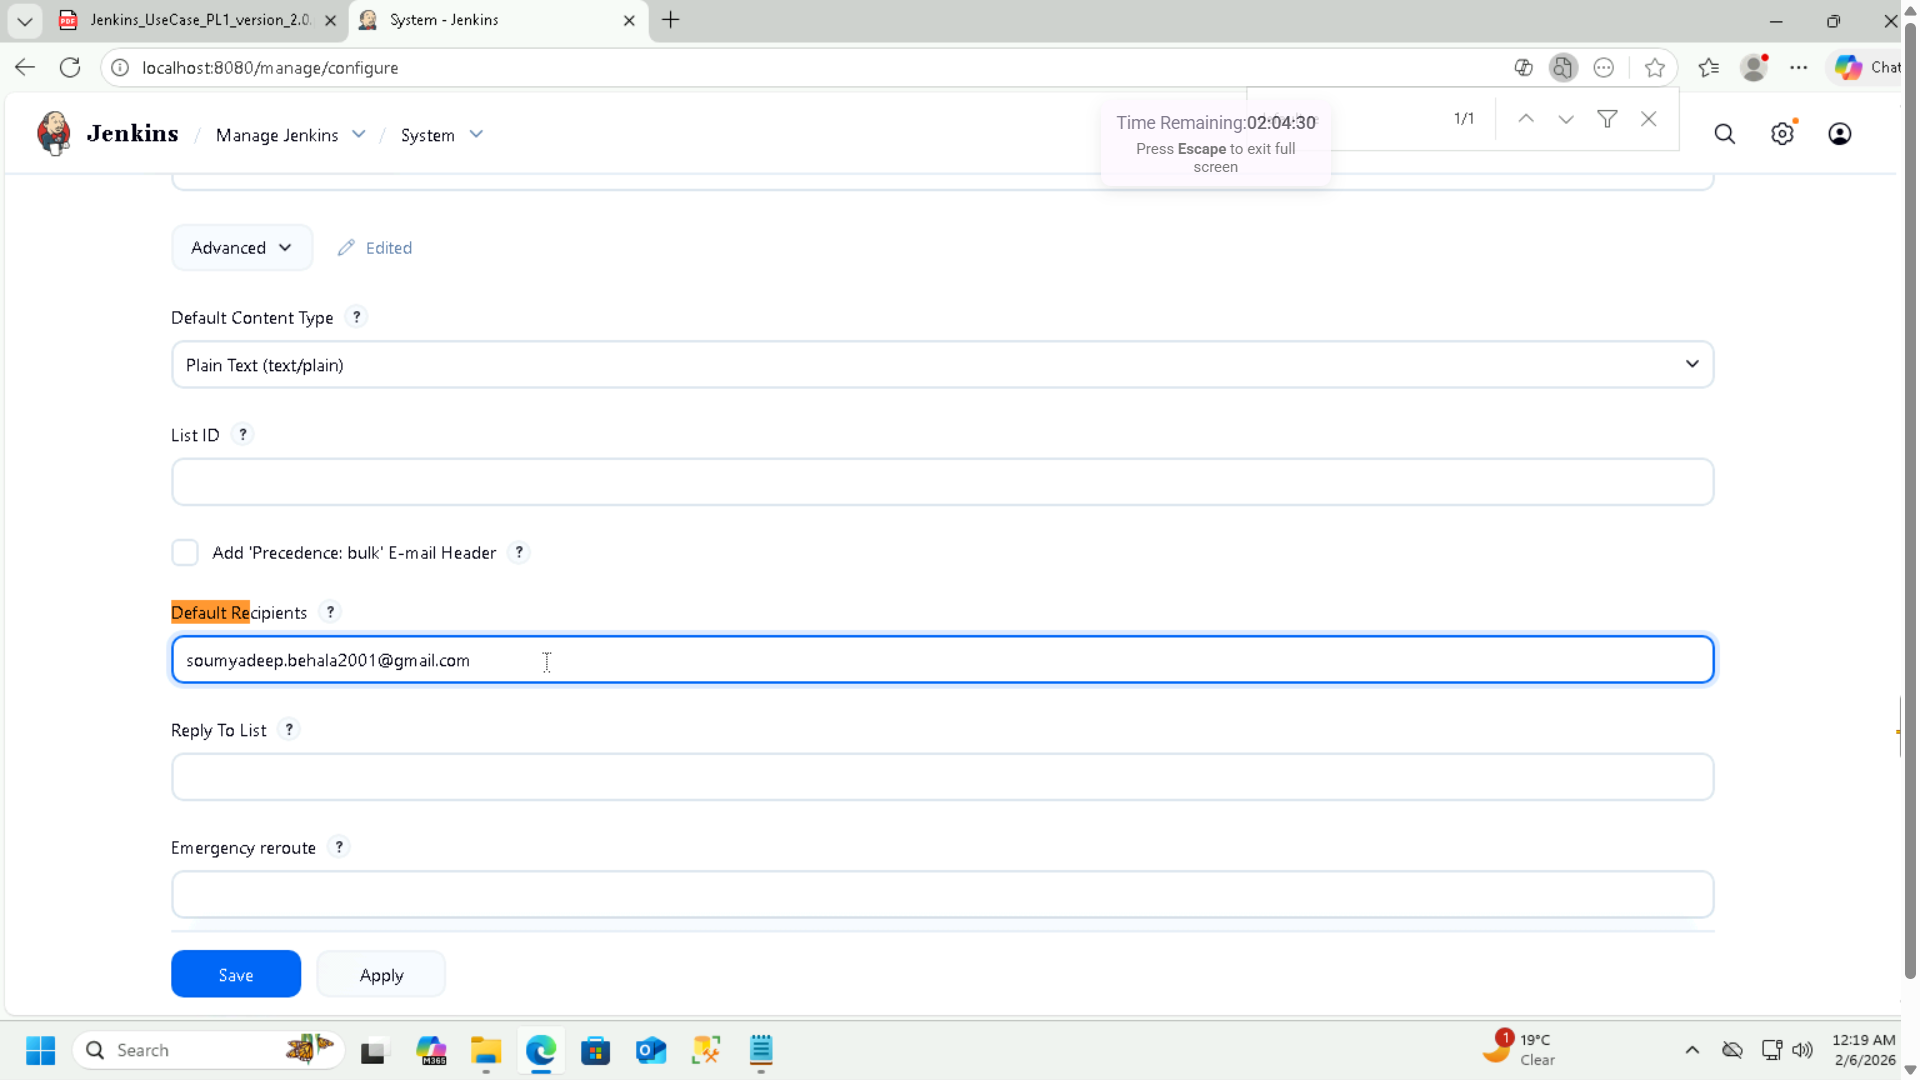 Jenkins_UseCase_PL1_version_2.0.
System - Jenkins
localhost:8080/manage/configure
Chat
Jenkins / Manage Jenkins / System
Time Remaining:02:04:30
Press Escape to exit full
screen
1/1
Advanced
Edited
Default Content Type ?
Plain Text (text/plain)
List ID ?
Add 'Precedence: bulk' E-mail Header ?
Default Recipients ?
soumyadeep.behala2001@gmail.com
Reply To List ?
Emergency reroute ?
Save
Apply
Search
M365
1
19°C
Clear
12:19 AM
2/6/2026